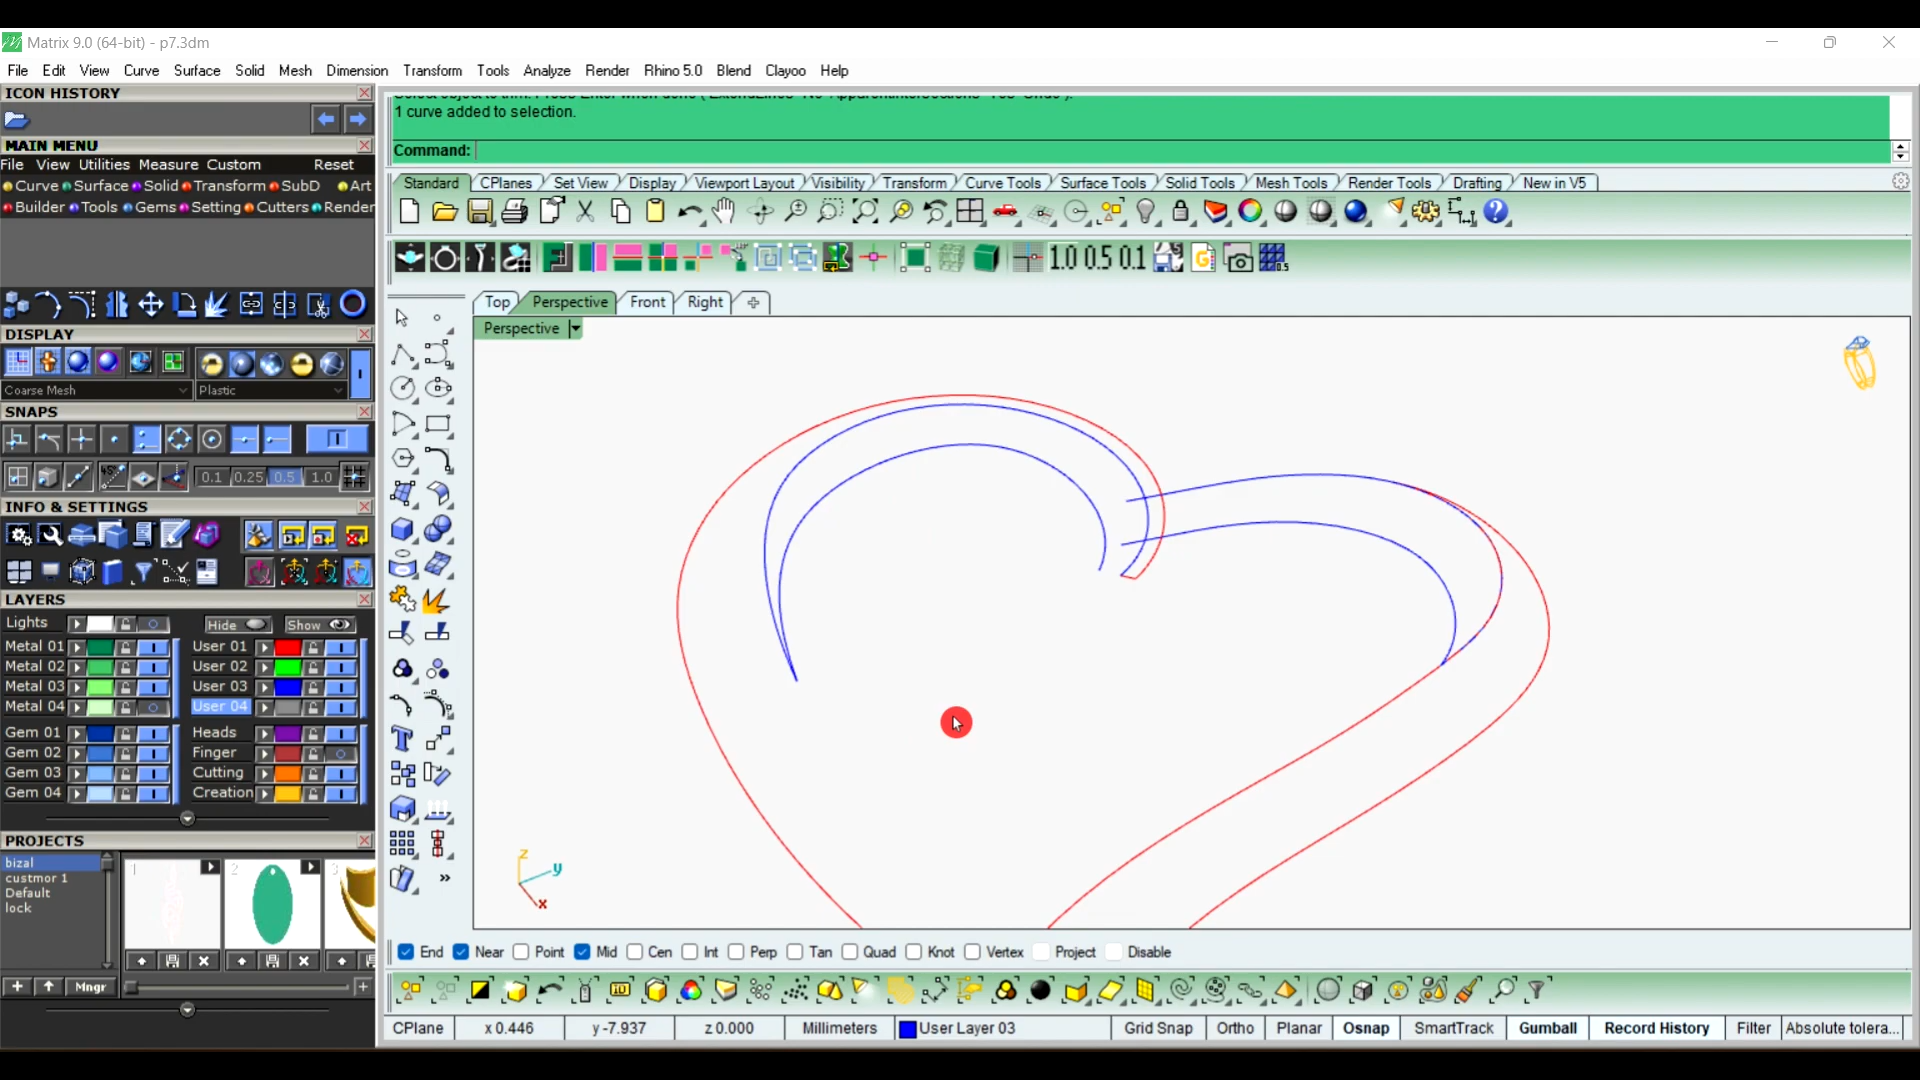 Matrix 9.0 (64-bit) - p7.3dm
File Edit View Curve Surface Solid Mesh Dimension Transform Tools Analyze Render Rhino 5.0 Blend Clayoo Help
ICON HISTORY
1 curve added to selection.
Command:
MAIN MENU
File View Utilities Measure Custom Reset
Curve Surface Solid Transform SubD Art
Builder Tools Gems Setting Cutters Render
Standard CPlanes Set View Display Viewport Layout Visibility Transform Curve Tools Surface Tools Solid Tools Mesh Tools Render Tools Drafting New in V5
1.0 0.5 0.1
Top Perspective Front Right
Perspective
DISPLAY
Coarse Mesh Plastic
SNAPS
0.1 0.25 0.5 1.0
INFO & SETTINGS
LAYERS
Lights Hide Show
Metal 01 User 01
Metal 02 User 02
Metal 03 User 03
Metal 04 User 04
Gem 01 Heads
Gem 02 Finger
Gem 03 Cutting
Gem 04 Creation
PROJECTS
bizal
custmor 1
Default
lock
1 2 3
Mngr
z
y
x
End Near Point Mid Cen Int Perp Tan Quad Knot Vertex Project Disable
CPlane x 0.446 y -7.937 z 0.000 Millimeters User Layer 03 Grid Snap Ortho Planar Osnap SmartTrack Gumball Record History Filter Absolute tolera...